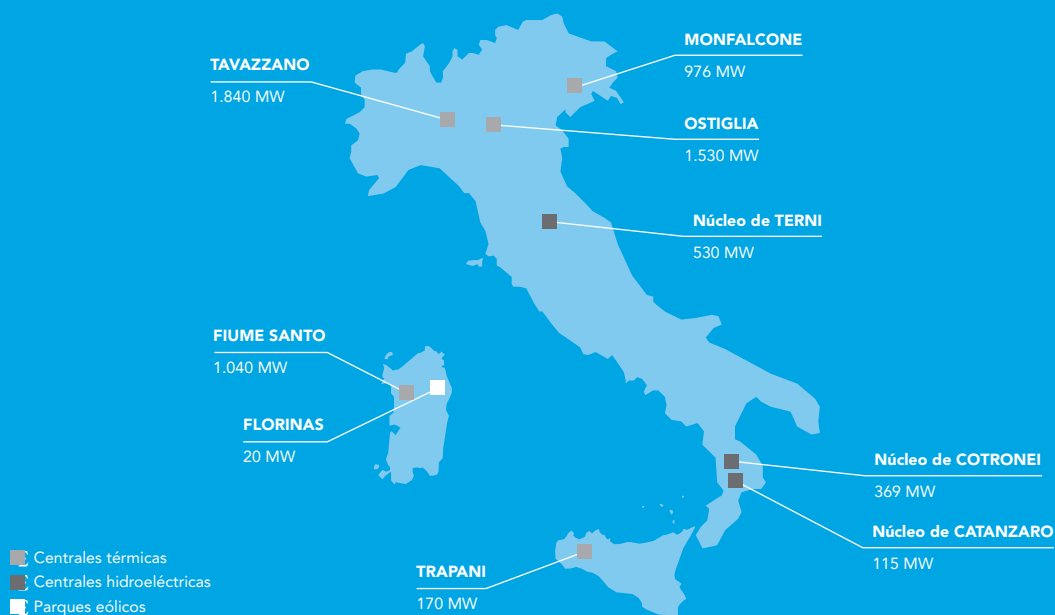 MONFALCONE
976 MW
TAVAZZANO
1.840 MW
OSTIGLIA
1.530 MW
Núcleo de TERNI
530 MW
FIUME SANTO
1.040 MW
FLORINAS
20 MW
Núcleo de COTRONEI
369 MW
Núcleo de CATANZARO
115 MW
TRAPANI
170 MW
Centrales térmicas
Centrales hidroeléctricas
Parques eólicos